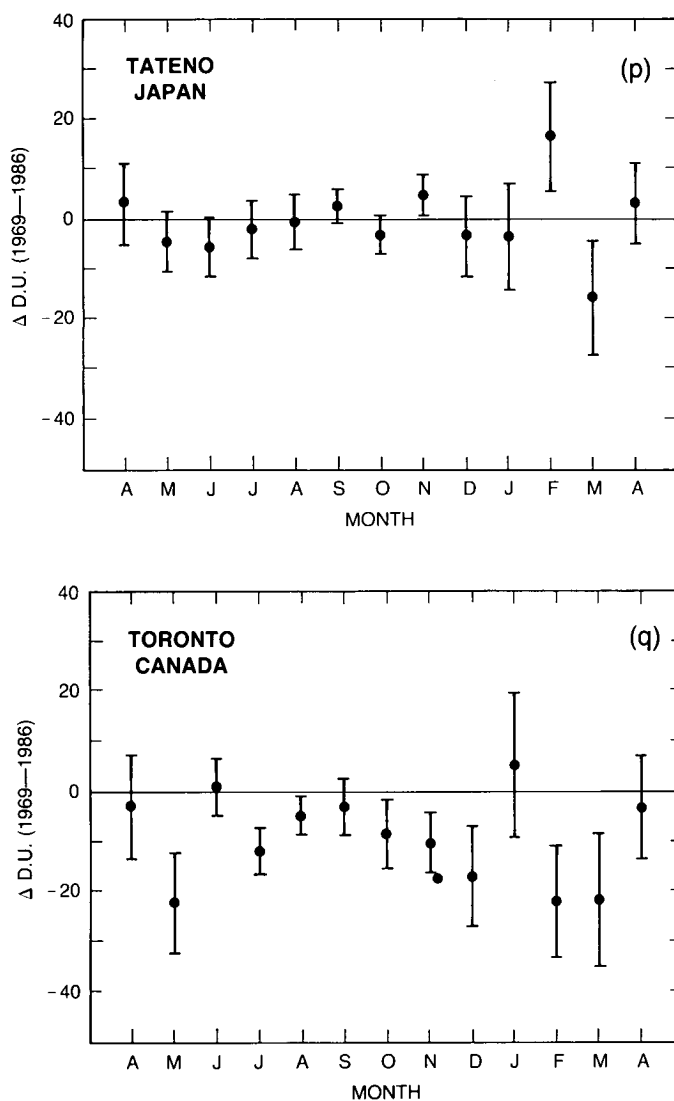 40
TATENO
JAPAN
(p)
20
0
-20
-40
Δ D.U. (1969—1986)
A M J J A S O N D J F M A
MONTH
40
TORONTO
CANADA
(q)
20
0
-20
-40
Δ D.U. (1969—1986)
A M J J A S O N D J F M A
MONTH